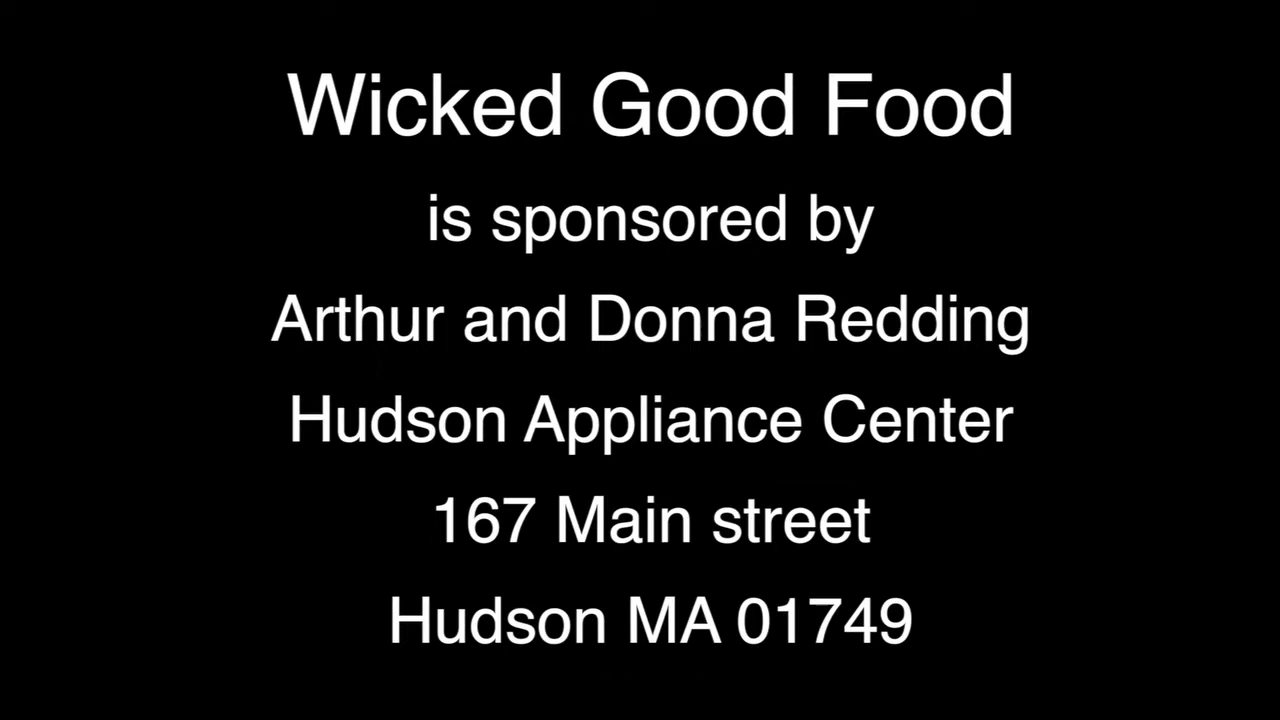 Wicked Good Food
is sponsored by
Arthur and Donna Redding
Hudson Appliance Center
167 Main street
Hudson MA 01749